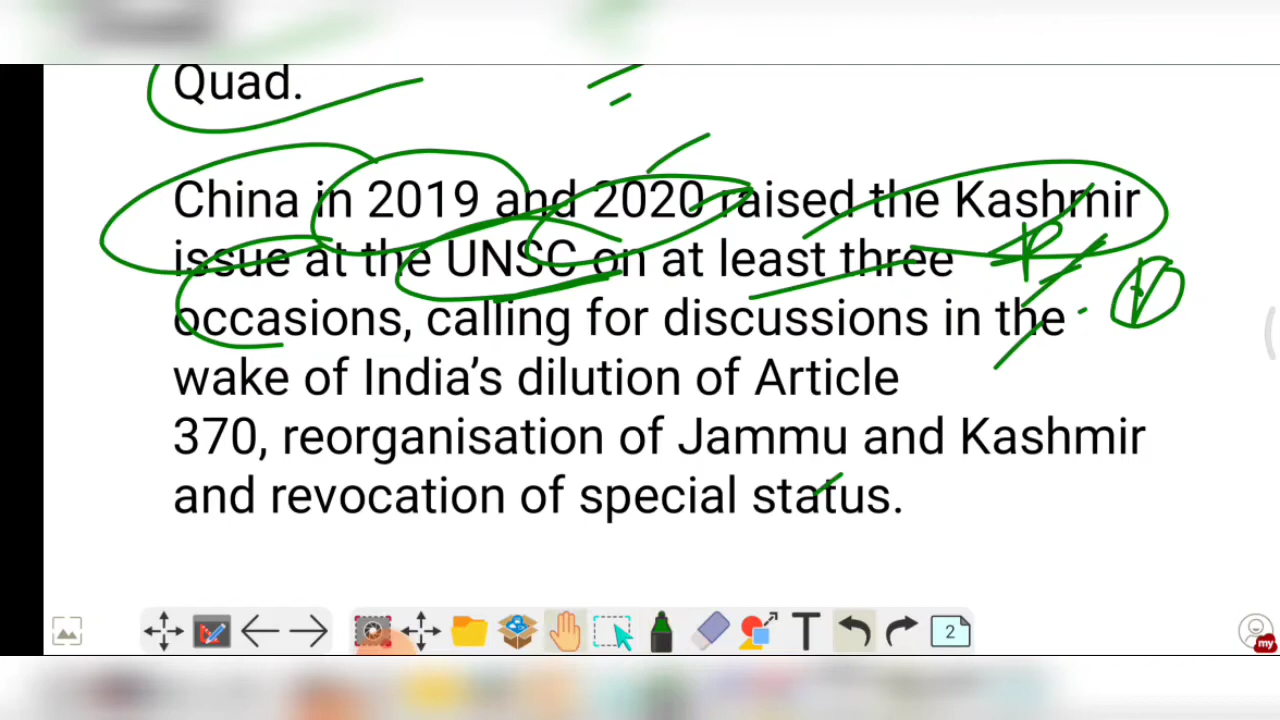 Quad.
China in 2019 and 2020 raised the Kashmir
issue at the UNSC on at least three
occasions, calling for discussions in the
wake of India’s dilution of Article
370, reorganisation of Jammu and Kashmir
and revocation of special status.
T
2
my